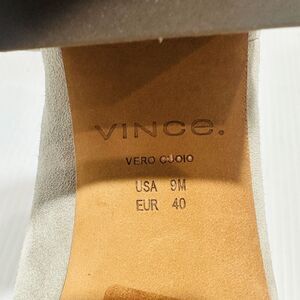 VINCe.
VERO CUOIO
USA 9M
EUR 40